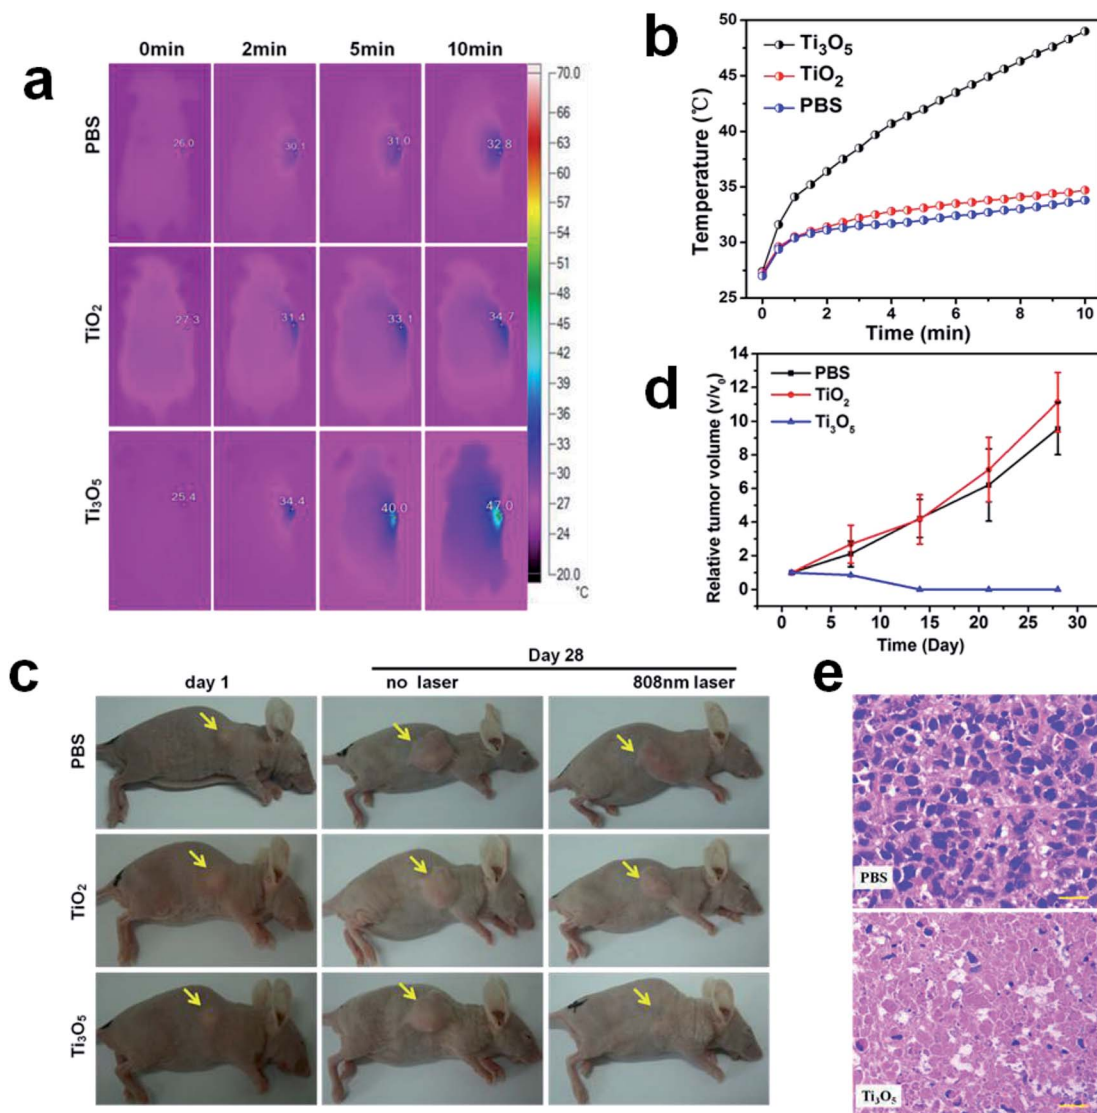 a
0min 2min 5min 10min
PBS
26.0 30.1 31.0 32.8
TiO2
27.3 31.4 33.1 34.7
Ti3O5
25.4 34.4 40.0 47.0
70.0
66
63
60
57
54
51
48
45
42
39
36
33
30
27
24
20.0
°C
b
Ti3O5
TiO2
PBS
Temperature (℃)
50
45
40
35
30
25
0 2 4 6 8 10
Time (min)
d
PBS
TiO2
Ti3O5
Relative tumor volume (v/v0)
14
12
10
8
6
4
2
0
0 5 10 15 20 25 30
Time (Day)
c
Day 28
day 1 no laser 808nm laser
PBS
TiO2
Ti3O5
e
PBS
Ti3O5